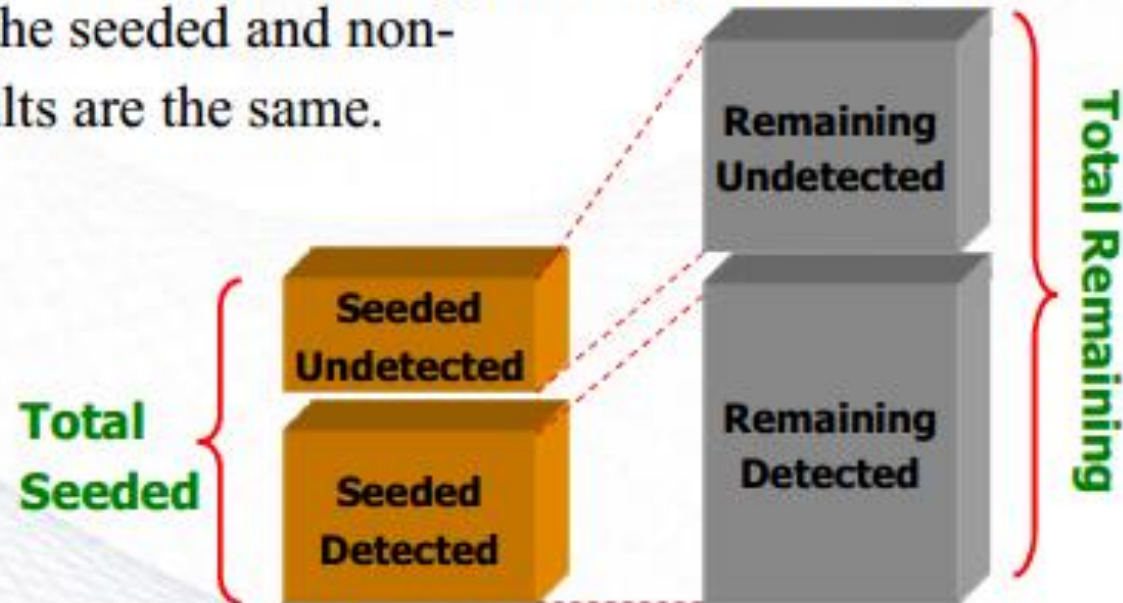 he seeded and non-
lts are the same.
Remaining
Undetected
Seeded
Undetected
Total
Seeded
Seeded
Detected
Remaining
Detected
Total Remaining